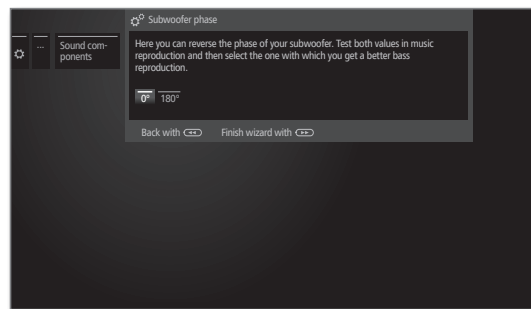 Subwoofer phase
...
Sound com-
ponents
Here you can reverse the phase of your subwoofer. Test both values in music
reproduction and then select the one with which you get a better bass
reproduction.
0° 180°
Back with Finish wizard with